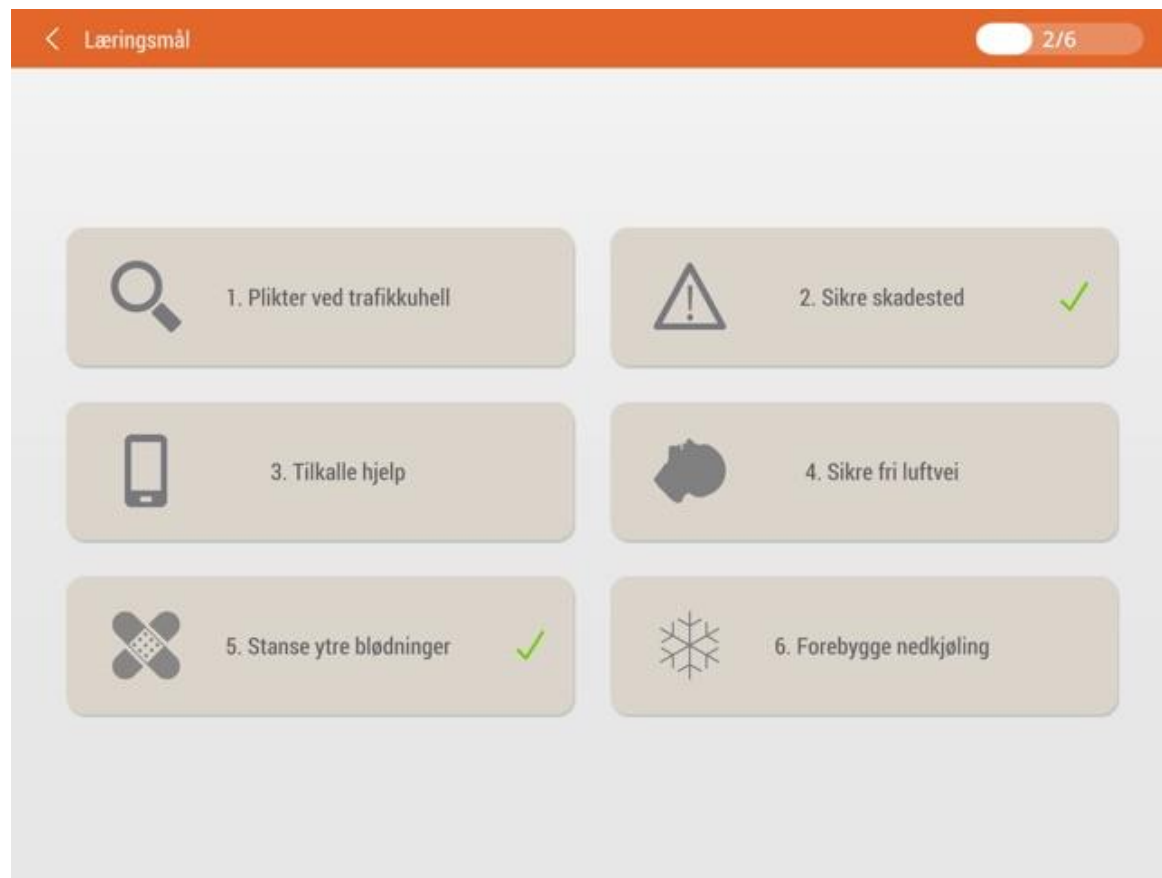 Læringsmål
2/6
1. Plikter ved trafikkuhell
2. Sikre skadested
3. Tilkalle hjelp
4. Sikre fri luftvei
5. Stanse ytre blødninger
6. Forebygge nedkjøling